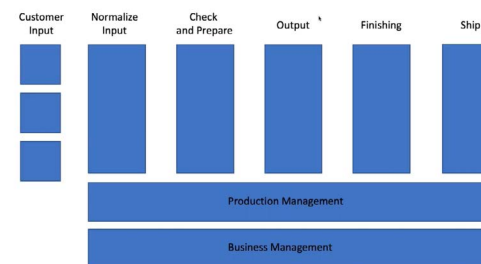 Customer
Input
Normalize
Input
Check
and Prepare
Output
Finishing
Ship
Production Management
Business Management